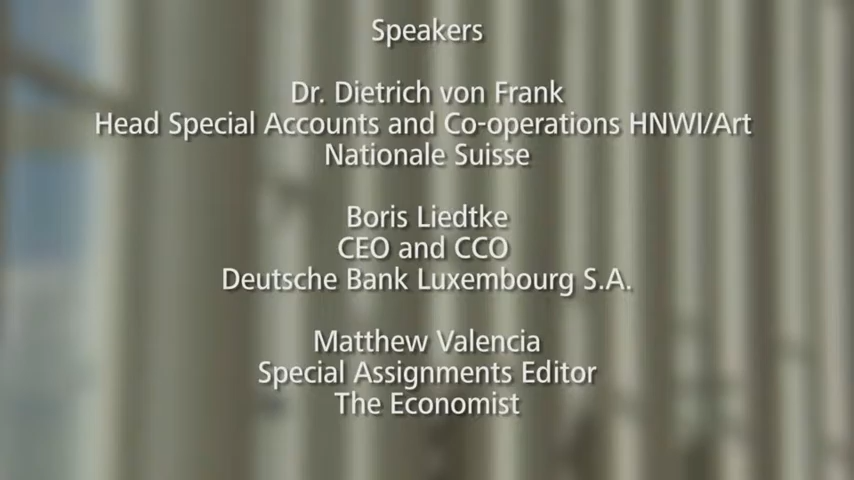 Speakers
Dr. Dietrich von Frank
Head Special Accounts and Co-operations HNWI/Art
Nationale Suisse
Boris Liedtke
CEO and CCO
Deutsche Bank Luxembourg S.A.
Matthew Valencia
Special Assignments Editor
The Economist